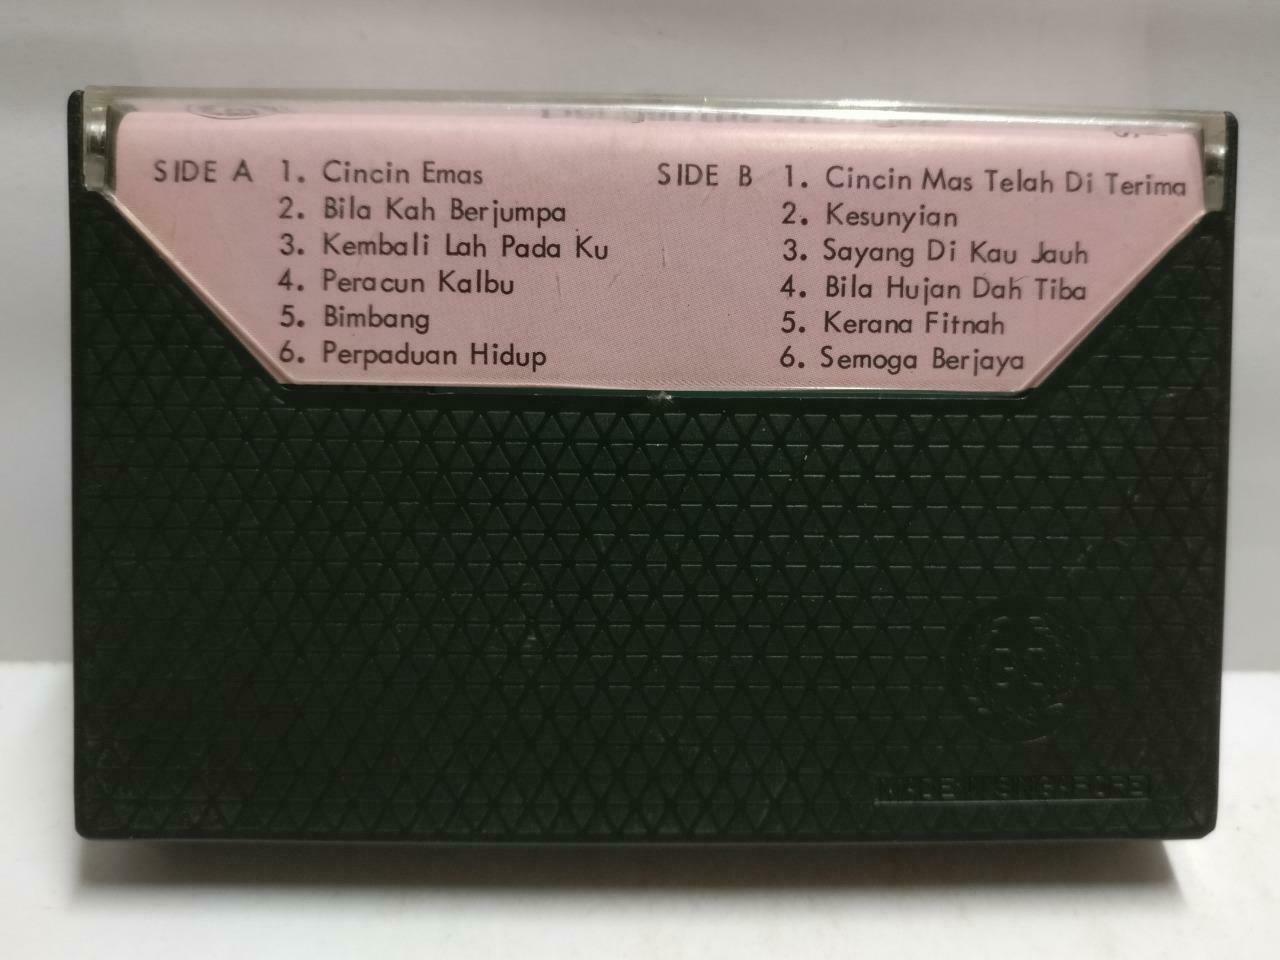 SIDE A
1. Cincin Emas
2. Bila Kah Berjumpa
3. Kembali Lah Pada Ku
4. Peracun Kalbu
5. Bimbang
6. Perpaduan Hidup
SIDE B
1. Cincin Mas Telah Di Terima
2. Kesunyian
3. Sayang Di Kau Jauh
4. Bila Hujan Dah Tiba
5. Kerana Fitnah
6. Semoga Berjaya
MADE IN SINGAPORE